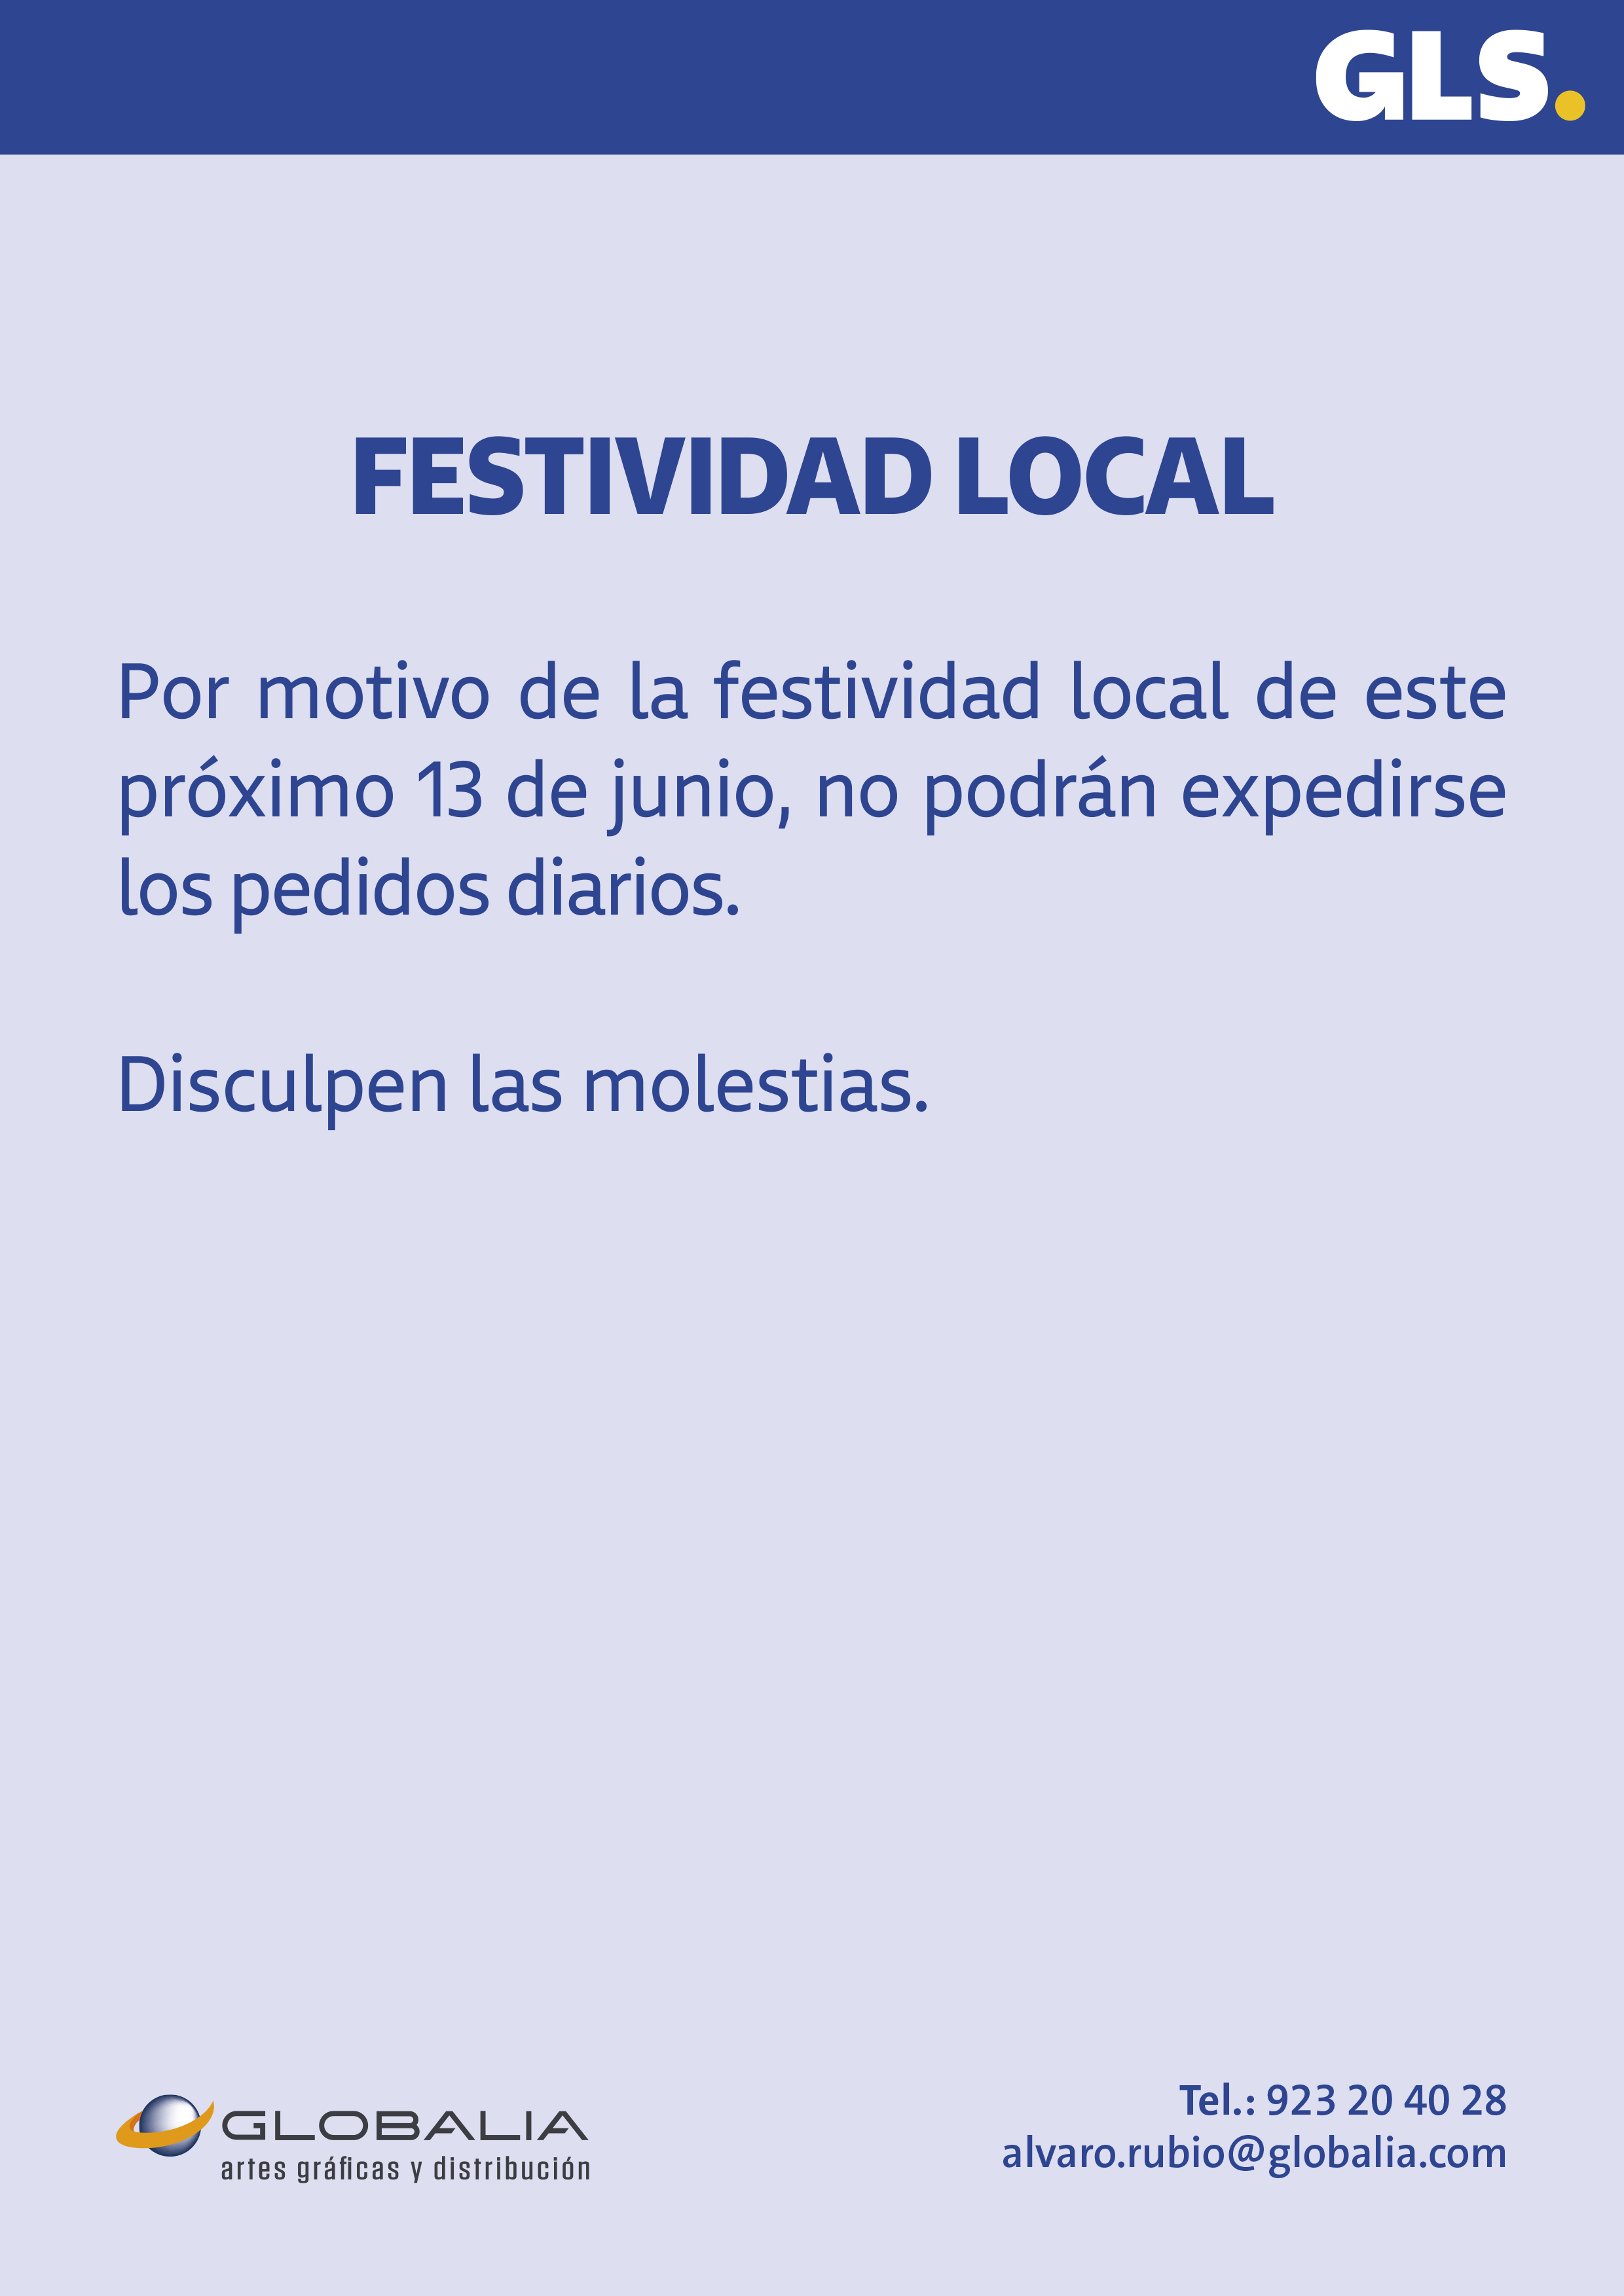 GLS.
FESTIVIDAD LOCAL
Por motivo de la festividad local de este
próximo 13 de junio, no podrán expedirse
los pedidos diarios.
Disculpen las molestias.
GLOBALIA
artes gráficas y distribución
Tel.: 923 20 40 28
alvaro.rubio@globalia.com